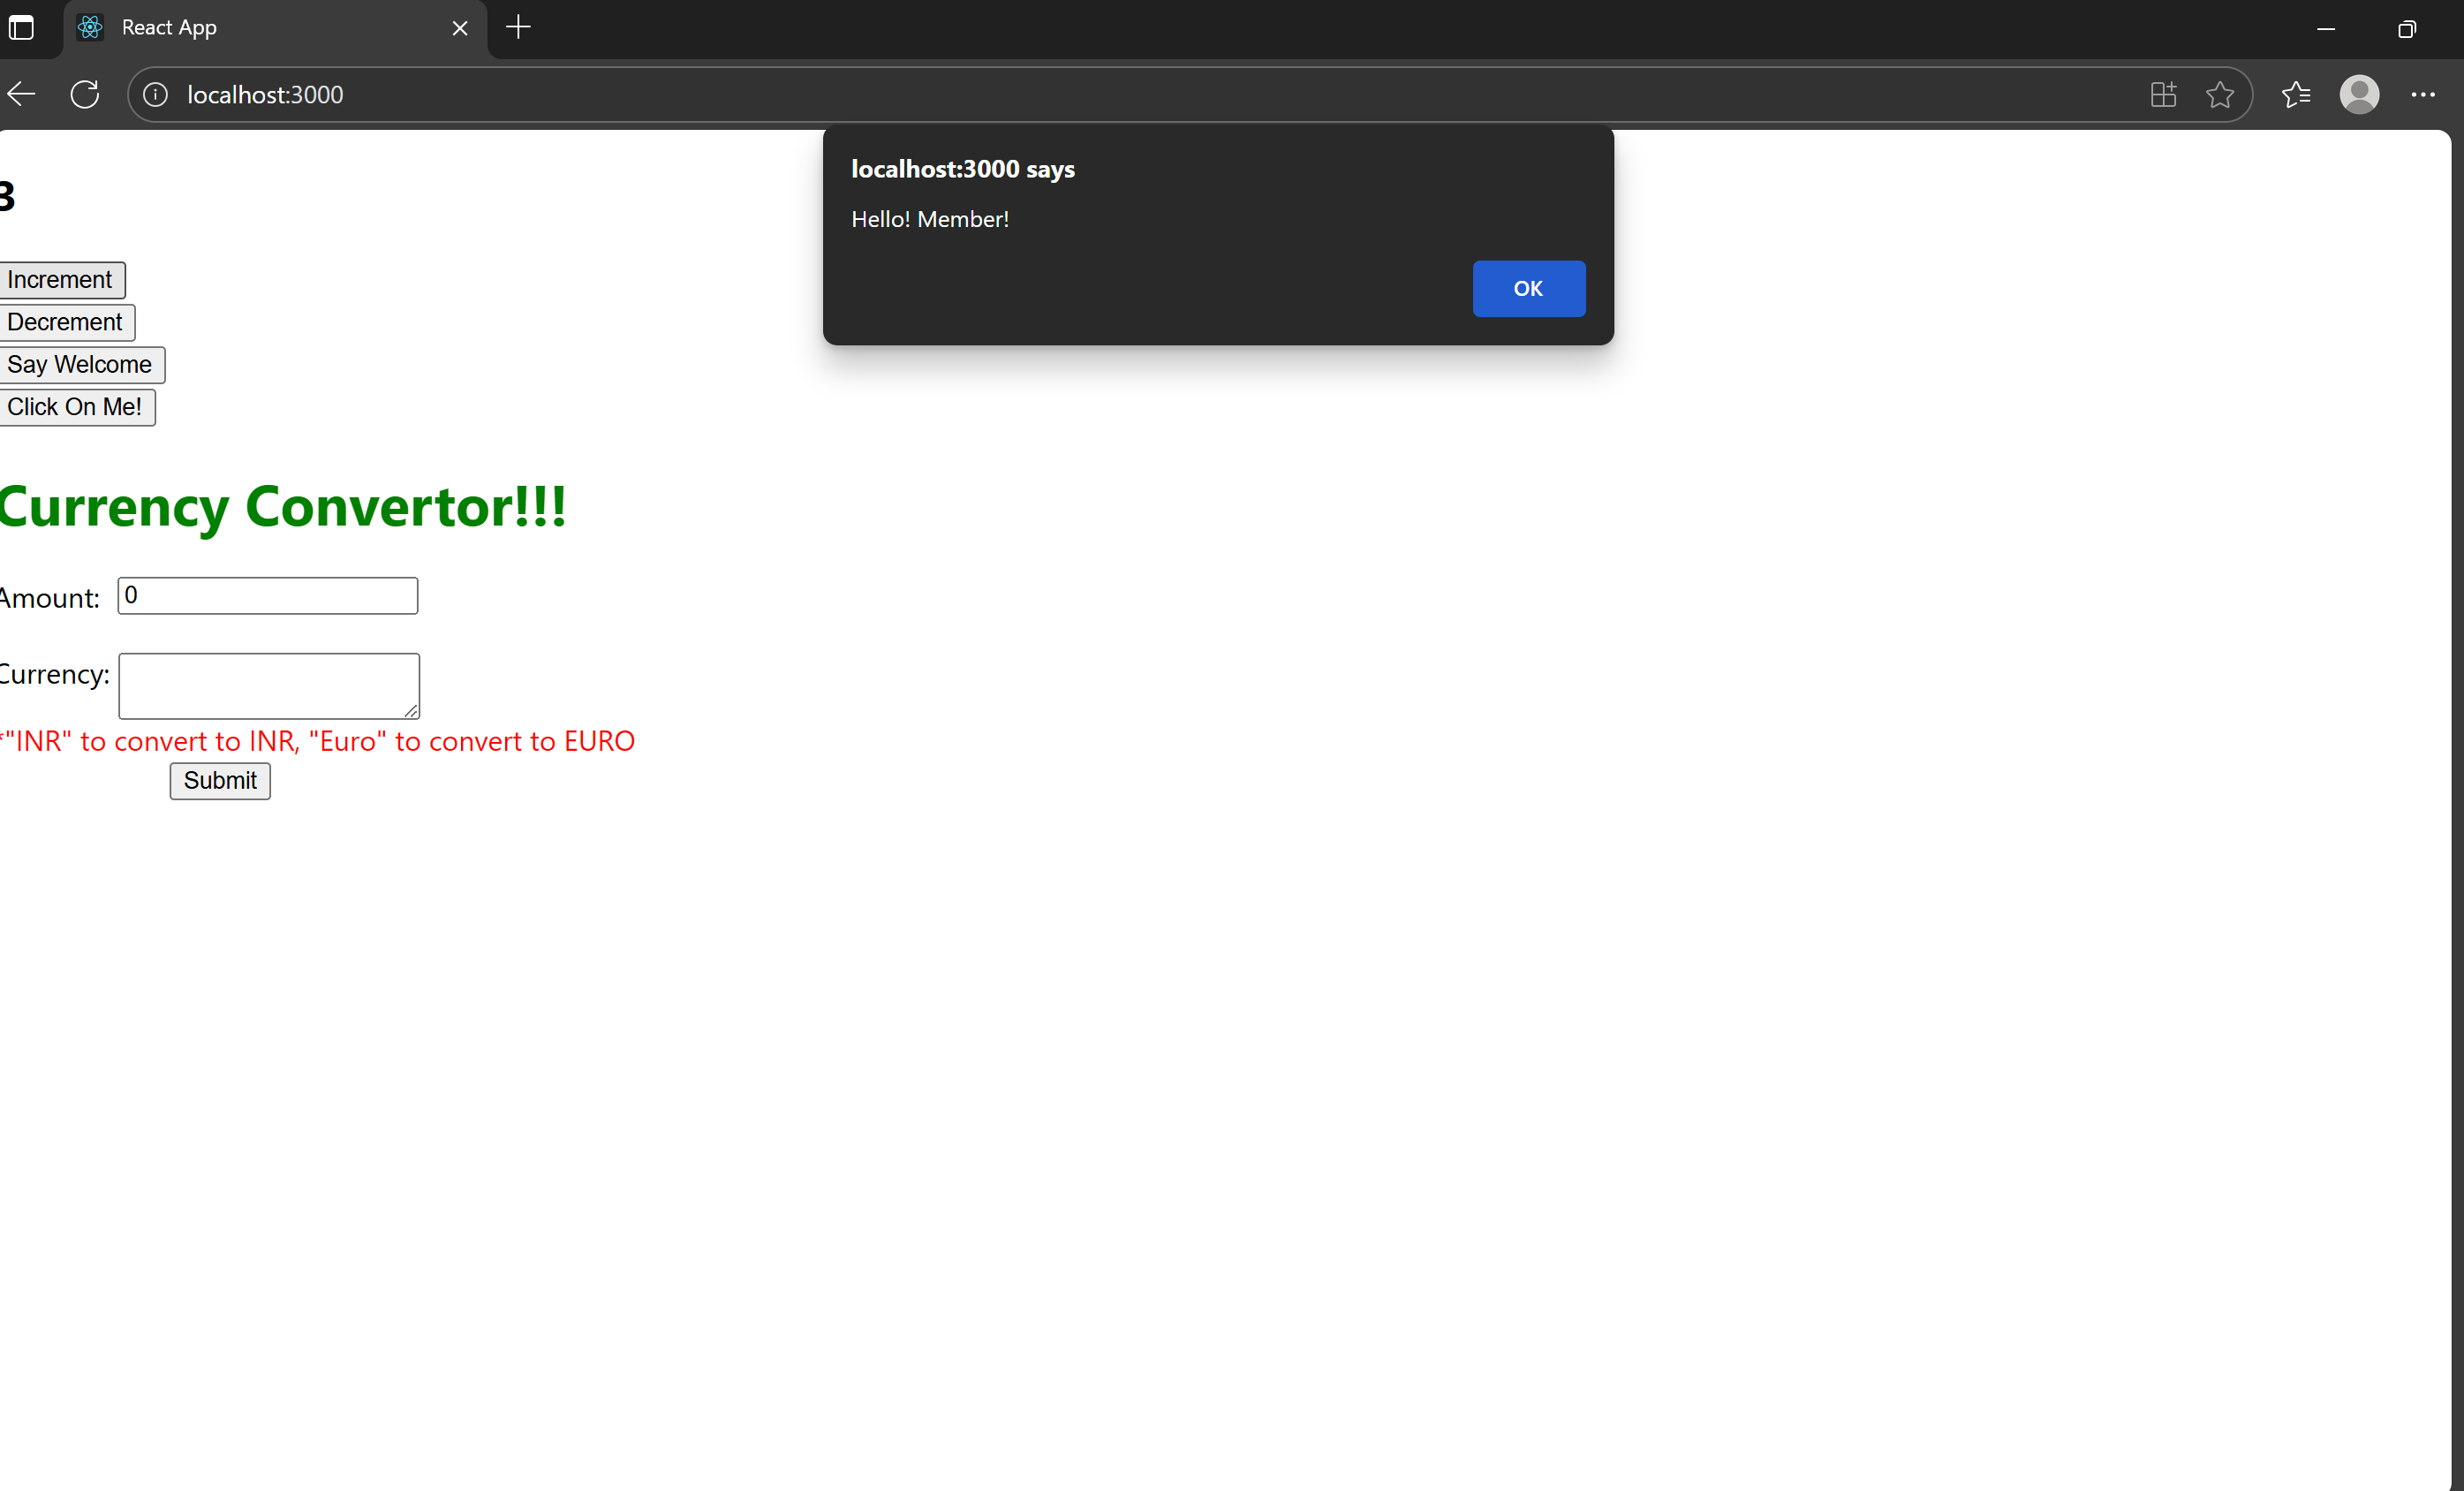 React App
localhost:3000
localhost:3000 says
Hello! Member!
OK
3
Increment
Decrement
Say Welcome
Click On Me!
Currency Convertor!!!
Amount: 0
Currency:
*"INR" to convert to INR, "Euro" to convert to EURO
Submit